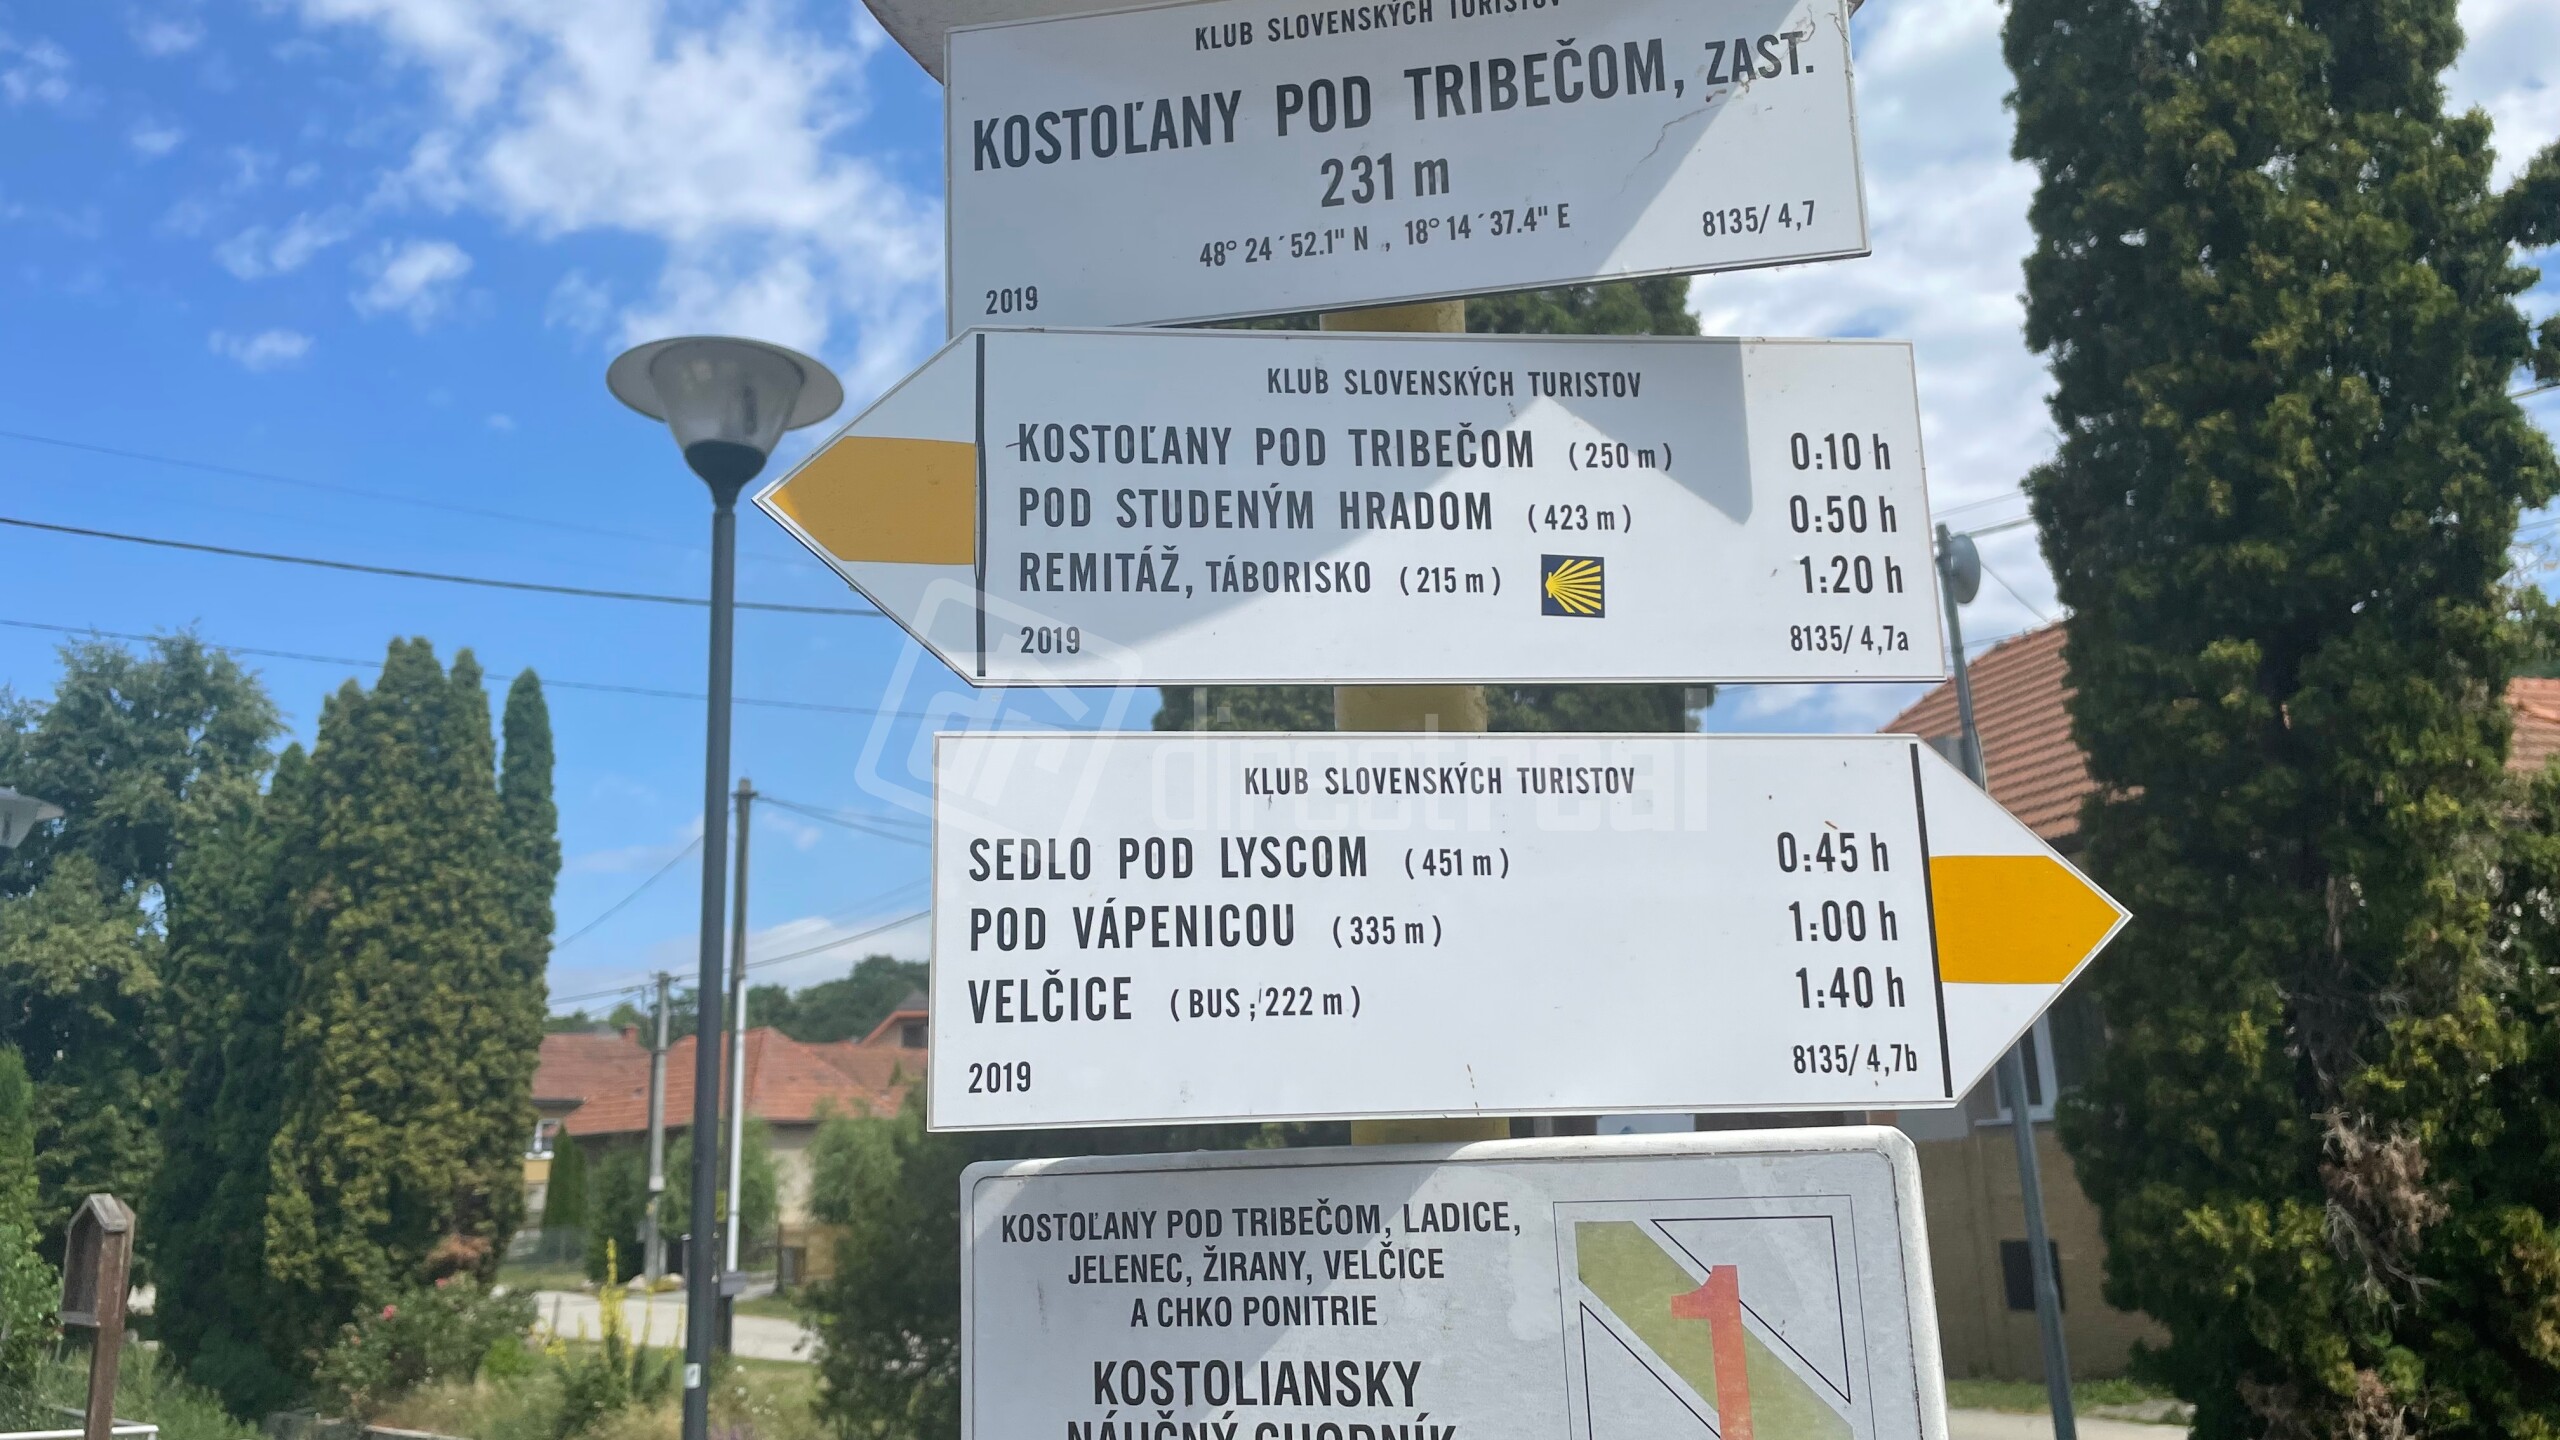 KLUB SLOVENSKÝCH TURISTOV
KOSTOĽANY POD TRIBEČOM, ZAST.
231 m
48° 24´52.1" N , 18° 14´37.4" E
8135/ 4,7
2019
KLUB SLOVENSKÝCH TURISTOV
KOSTOĽANY POD TRIBEČOM (250 m) 0:10 h
POD STUDENÝM HRADOM (423 m) 0:50 h
REMITÁŽ, TÁBORISKO (215 m) 1:20 h
2019 8135/ 4,7a
dr directreal
KLUB SLOVENSKÝCH TURISTOV
SEDLO POD LYSCOM (451 m) 0:45 h
POD VÁPENICOU (335 m) 1:00 h
VELČICE (BUS ; 222 m) 1:40 h
2019 8135/ 4,7b
KOSTOĽANY POD TRIBEČOM, LADICE,
JELENEC, ŽIRANY, VELČICE
A CHKO PONITRIE
KOSTOLIANSKY
NÁUČNÝ CHODNÍK
1